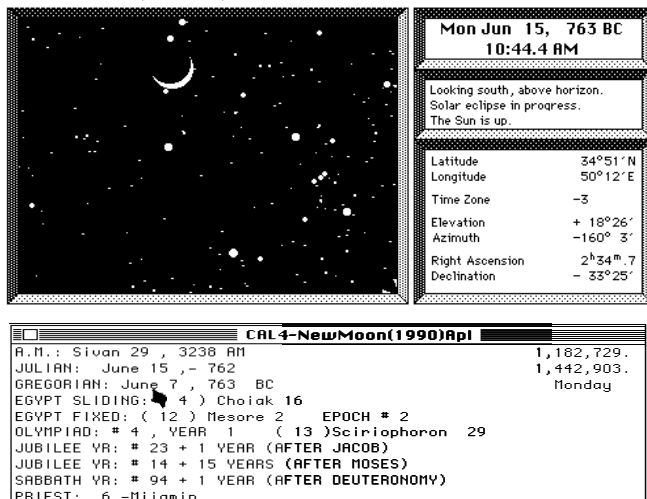 Mon Jun 15, 763 BC
10:44.4 AM
Looking south, above horizon.
Solar eclipse in progress.
The Sun is up.
Latitude 34°51´N
Longitude 50°12´E
Time Zone -3
Elevation + 18°26´
Azimuth -160° 3´
Right Ascension 2h34m.7
Declination - 33°25´
CAL4-NewMoon(1990)Apl
A.M.: Sivan 29 , 3238 AM 1,182,729.
JULIAN: June 15 ,- 762 1,442,903.
GREGORIAN: June 7 , 763 BC Monday
EGYPT SLIDING: 4 ) Choiak 16
EGYPT FIXED: ( 12 ) Mesore 2 EPOCH # 2
OLYMPIAD: # 4 , YEAR 1 ( 13 )Sciriophoron 29
JUBILEE YR: # 23 + 1 YEAR (AFTER JACOB)
JUBILEE YR: # 14 + 15 YEARS (AFTER MOSES)
SABBATH YR: # 94 + 1 YEAR (AFTER DEUTERONOMY)
PRIEST: 6 -Mijamin